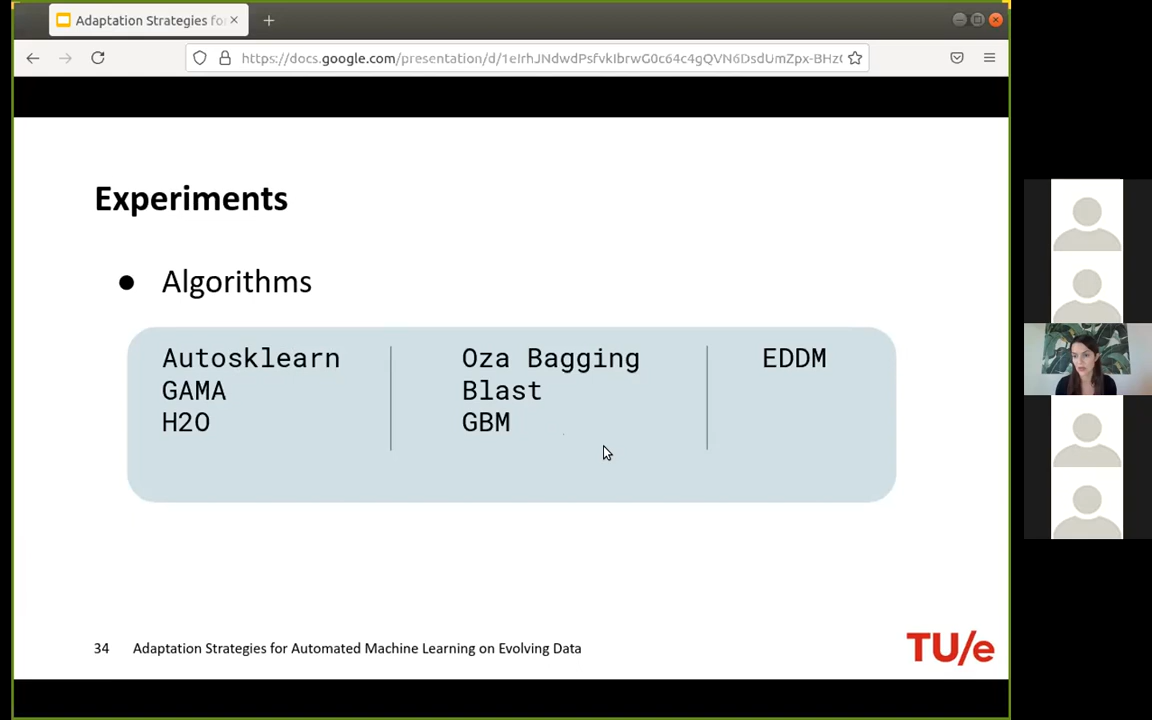 Adaptation Strategies fo
https://docs.google.com/presentation/d/1eIrhJNdwdPsfvkIbrwG0c64c4gQVN6DsdUmZpx-BHz
Experiments
Algorithms
Autosklearn
GAMA
H2O
Oza Bagging
Blast
GBM
EDDM
34 Adaptation Strategies for Automated Machine Learning on Evolving Data
TU/e